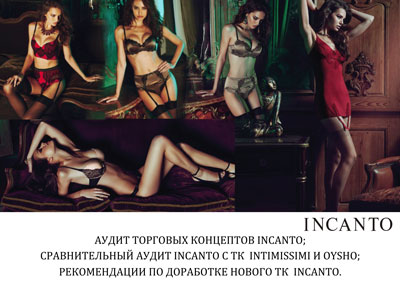 INCANTO
АУДИТ ТОРГОВЫХ КОНЦЕПТОВ INCANTO;
СРАВНИТЕЛЬНЫЙ АУДИТ INCANTO С ТК INTIMISSIMI И OYSHO;
РЕКОМЕНДАЦИИ ПО ДОРАБОТКЕ НОВОГО ТК INCANTO.